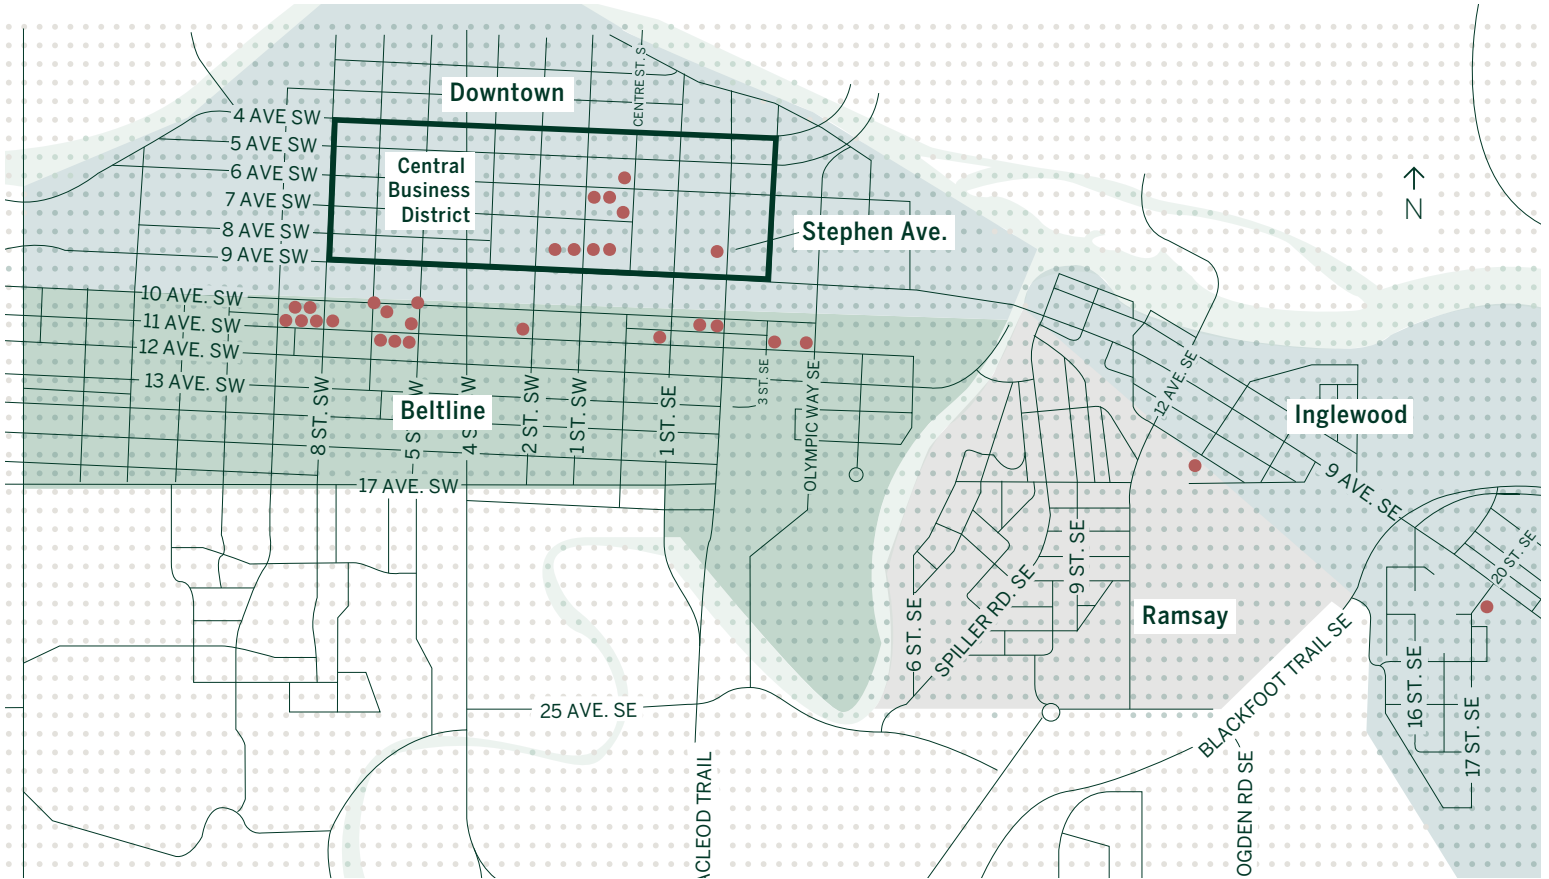 CENTRE ST. S
Downtown
4 AVE SW
5 AVE SW
6 AVE SW
7 AVE SW
8 AVE SW
9 AVE SW
Central
Business
District
Stephen Ave.
N
10 AVE. SW
11 AVE. SW
12 AVE. SW
13 AVE. SW
Beltline
8 ST. SW
2 ST. SW
1 ST. SW
1 ST. SE
3 ST. SE
OLYMPIC WAY SE
17 AVE. SW
12 AVE. SE
Inglewood
9 AVE. SE
20 ST. SE
6 ST. SE
SPILLER RD. SE
9 ST. SE
Ramsay
BLACKFOOT TRAIL SE
16 ST. SE
17 ST. SE
25 AVE. SE
ACLEOD TRAIL
OGDEN RD SE